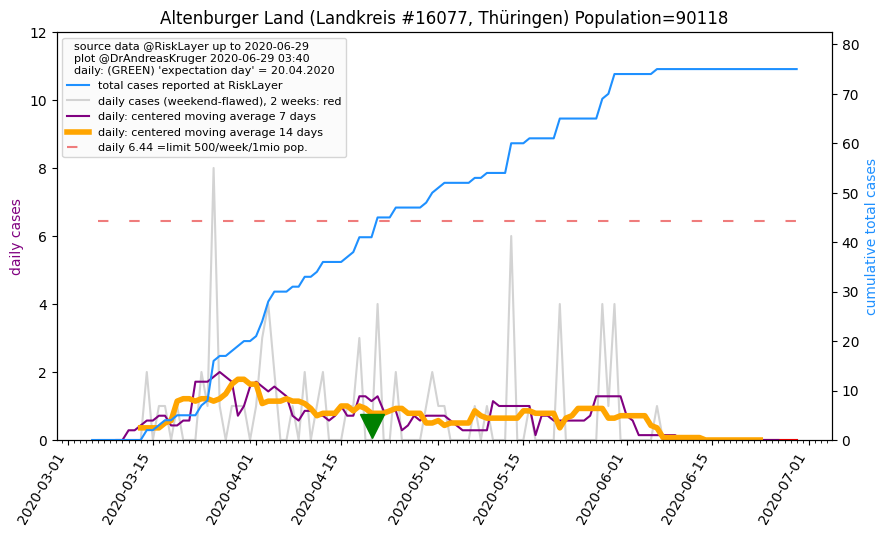 Altenburger Land (Landkreis #16077, Thüringen) Population=90118
source data @RiskLayer up to 2020-06-29
plot @DrAndreasKruger 2020-06-29 03:40
daily: (GREEN) 'expectation day' = 20.04.2020
total cases reported at RiskLayer
daily cases (weekend-flawed), 2 weeks: red
daily: centered moving average 7 days
daily: centered moving average 14 days
daily 6.44 =limit 500/week/1mio pop.
daily cases
12
10
8
6
4
2
0
80
70
60
50
40
30
20
10
0
cumulative total cases
2020-03-01
2020-03-15
2020-04-01
2020-04-15
2020-05-01
2020-05-15
2020-06-01
2020-06-15
2020-07-01